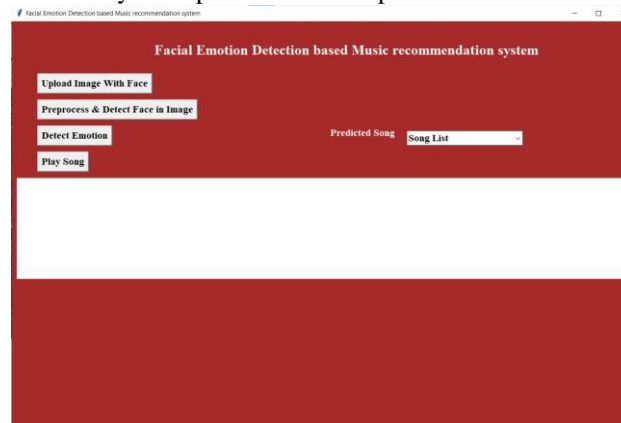 Facial Emotion Detection based Music recommendation system
Facial Emotion Detection based Music recommendation system
Upload Image With Face
Preprocess & Detect Face in Image
Detect Emotion
Predicted Song
Song List
Play Song